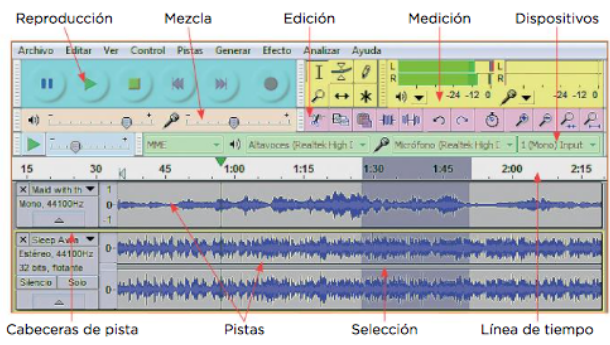 Reproducción Mezcla Edición Medición Dispositivos
Archivo Editar Ver Control Pistas Generar Efecto Analizar Ayuda
L
R
-24 -12 0
L
R
-24 -12 0
MME Altavoces (Realtek High I Micrófono (Realtek High I 1 (Mono) Input
15 30 45 1:00 1:15 1:30 1:45 2:00 2:15
X Maid with th
Mono, 44100Hz
1
0-
-1
X Sleep Awa
Estéreo, 44100Hz
32 bits, flotante
Silencio Solo
0-
0-
Cabeceras de pista Pistas Selección Línea de tiempo